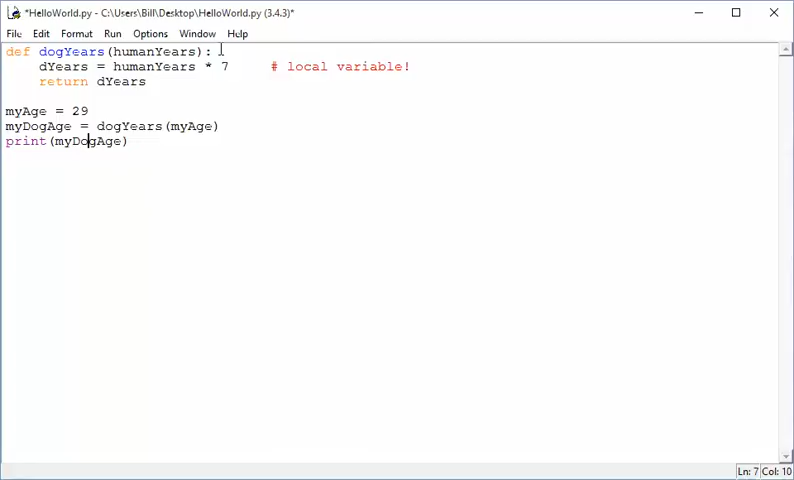 *HelloWorld.py - C:\Users\Bill\Desktop\HelloWorld.py (3.4.3)*
File Edit Format Run Options Window Help
def dogYears(humanYears):
    dYears = humanYears * 7     # local variable!
    return dYears
myAge = 29
myDogAge = dogYears(myAge)
print(myDogAge)
Ln: 7 Col: 10